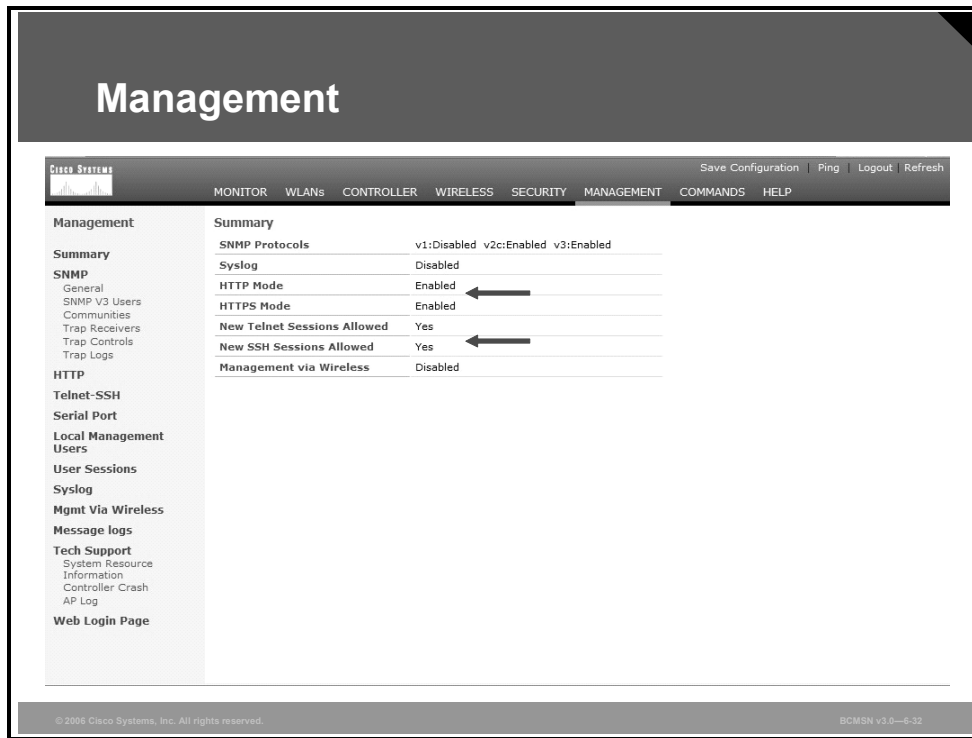 Management
CISCO SYSTEMS
Save Configuration | Ping | Logout | Refresh
MONITOR WLANs CONTROLLER WIRELESS SECURITY MANAGEMENT COMMANDS HELP
Management
Summary
SNMP
General
SNMP V3 Users
Communities
Trap Receivers
Trap Controls
Trap Logs
HTTP
Telnet-SSH
Serial Port
Local Management
Users
User Sessions
Syslog
Mgmt Via Wireless
Message logs
Tech Support
System Resource
Information
Controller Crash
AP Log
Web Login Page
Summary
SNMP Protocols v1:Disabled v2c:Enabled v3:Enabled
Syslog Disabled
HTTP Mode Enabled
HTTPS Mode Enabled
New Telnet Sessions Allowed Yes
New SSH Sessions Allowed Yes
Management via Wireless Disabled
© 2006 Cisco Systems, Inc. All rights reserved.
BCMSN v3.0—6-32